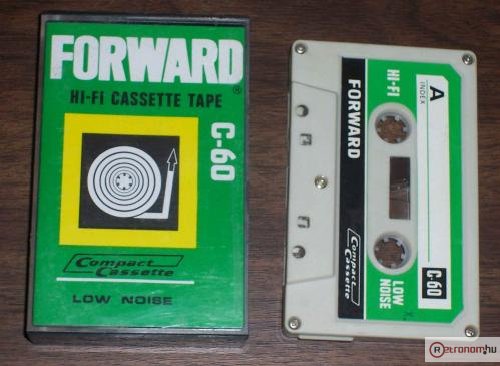 FORWARD
®
HI-FI CASSETTE TAPE
C-60
Compact
Cassette
LOW NOISE
A
INDEX
HI-FI
FORWARD
Compact
Cassette
C-60
LOW
NOISE
Retronom.hu